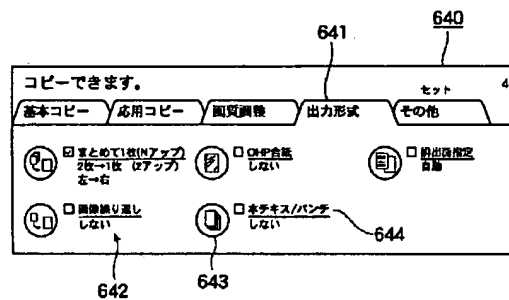 640
641
コピーできます。
セット 4
基本コピー 応用コピー 画質調整 出力形式 その他
まとめて1枚(Nアップ) OHP合紙 排出面指定
2枚→1枚 (2アップ) しない 自動
左→右
画像繰り返し ホチキス/パンチ
しない しない
644
642 643